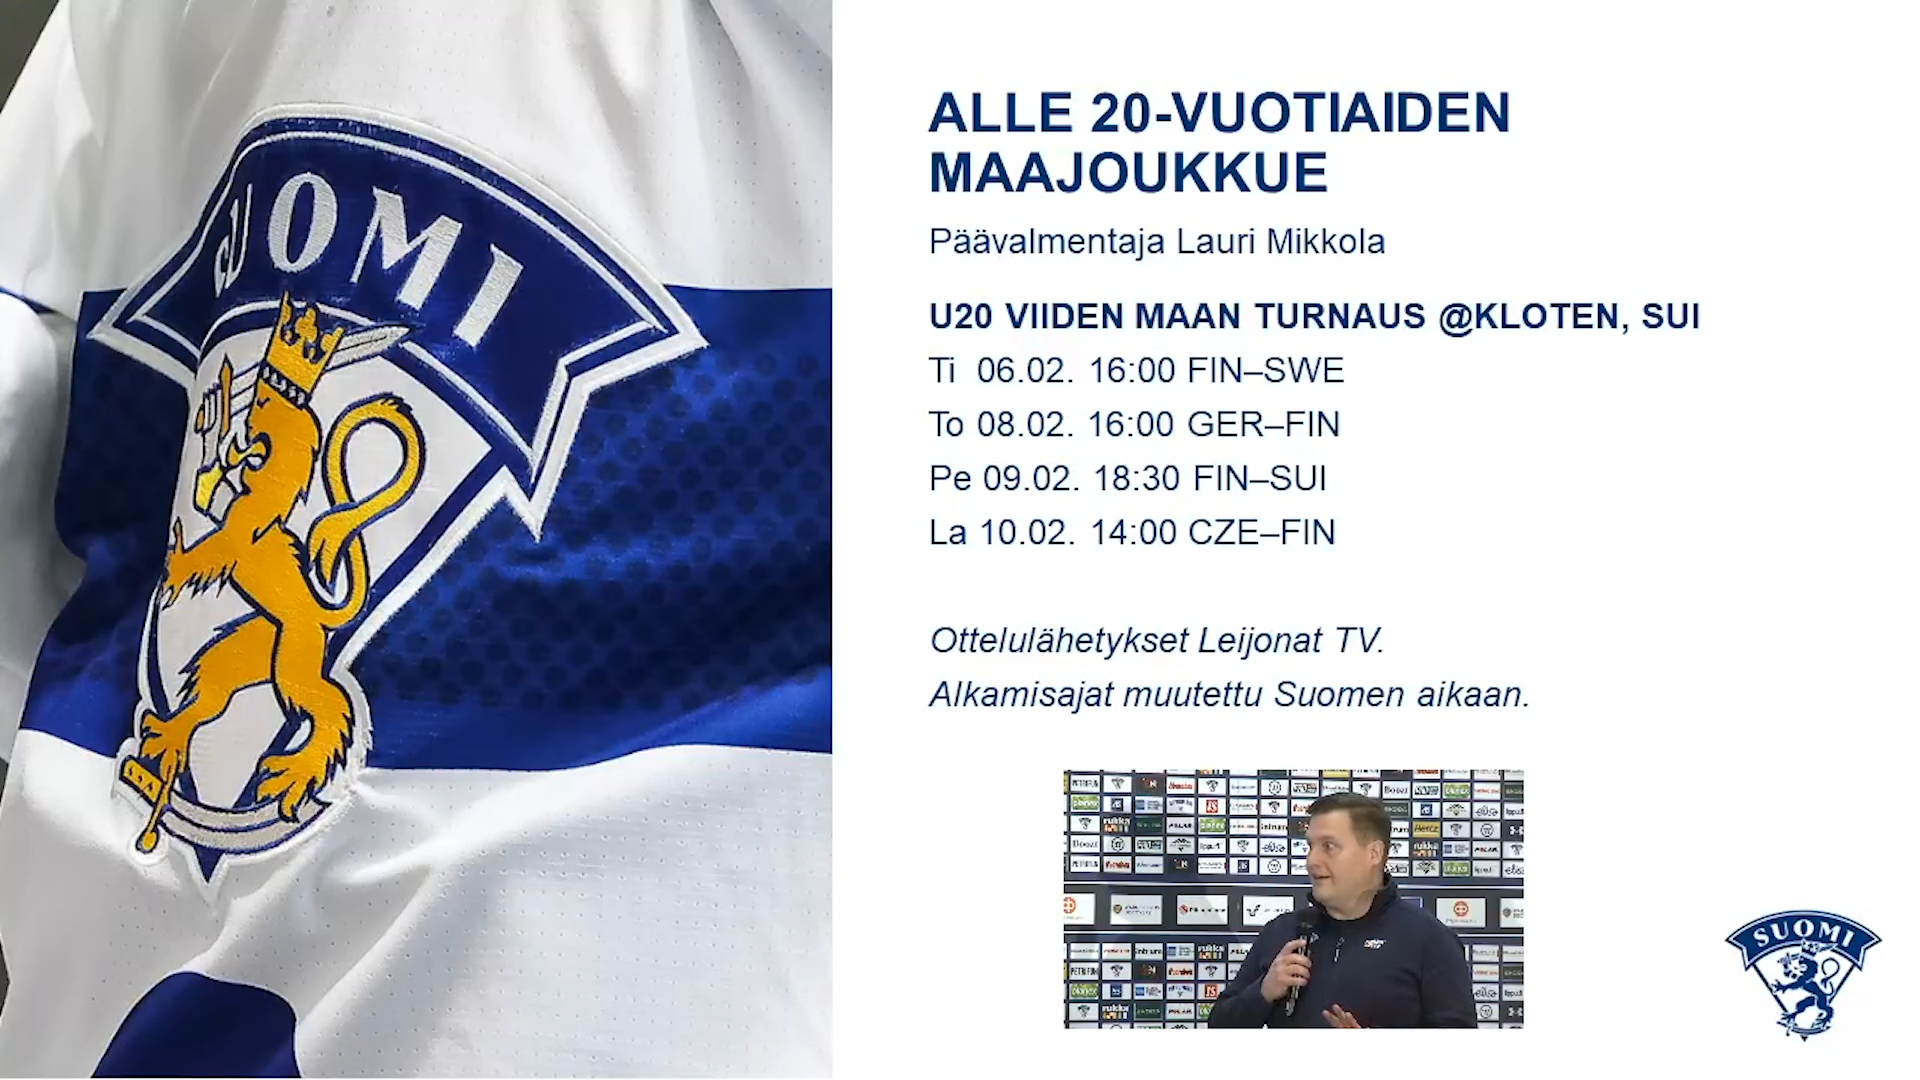 SUOMI
ALLE 20-VUOTIAIDEN
MAAJOUKKUE
Päävalmentaja Lauri Mikkola
U20 VIIDEN MAAN TURNAUS @KLOTEN, SUI
Ti 06.02. 16:00 FIN–SWE
To 08.02. 16:00 GER–FIN
Pe 09.02. 18:30 FIN–SUI
La 10.02. 14:00 CZE–FIN
Ottelulähetykset Leijonat TV.
Alkamisajat muutettu Suomen aikaan.
SUOMI